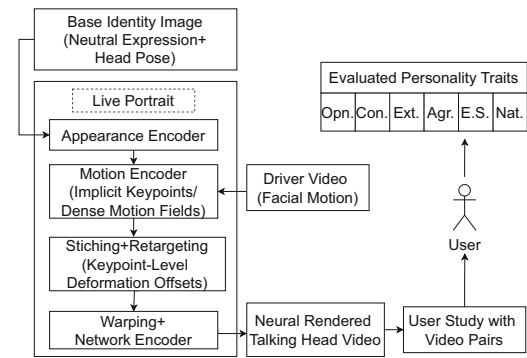 Base Identity Image
(Neutral Expression+
Head Pose)
Live Portrait
Appearance Encoder
Motion Encoder
(Implicit Keypoints/
Dense Motion Fields)
Driver Video
(Facial Motion)
Stiching+Retargeting
(Keypoint-Level
Deformation Offsets)
Warping+
Network Encoder
Neural Rendered
Talking Head Video
User Study with
Video Pairs
User
Evaluated Personality Traits
Opn. Con. Ext. Agr. E.S. Nat.